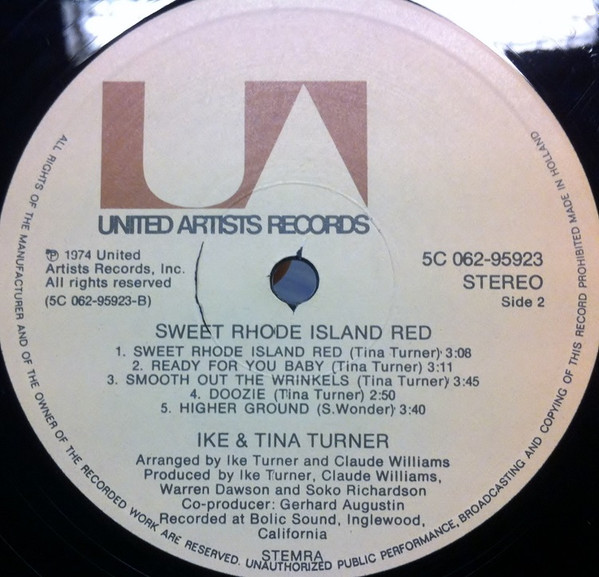 UA
UNITED ARTISTS RECORDS
℗ 1974 United
Artists Records, Inc.
All rights reserved
(5C 062-95923-B)
5C 062-95923
STEREO
Side 2
SWEET RHODE ISLAND RED
1. SWEET RHODE ISLAND RED (Tina Turner) 3:08
2. READY FOR YOU BABY (Tina Turner) 3:11
3. SMOOTH OUT THE WRINKELS (Tina Turner) 3:45
4. DOOZIE (Tina Turner) 2:50
5. HIGHER GROUND (S.Wonder) 3:40
IKE & TINA TURNER
Arranged by Ike Turner and Claude Williams
Produced by Ike Turner, Claude Williams,
Warren Dawson and Soko Richardson
Co-producer: Gerhard Augustin
Recorded at Bolic Sound, Inglewood,
California
STEMRA
ALL RIGHTS OF THE MANUFACTURER AND OF THE OWNER OF THE RECORDED WORK ARE RESERVED. UNAUTHORIZED PUBLIC PERFORMANCE, BROADCASTING AND COPYING OF THIS RECORD PROHIBITED MADE IN HOLLAND